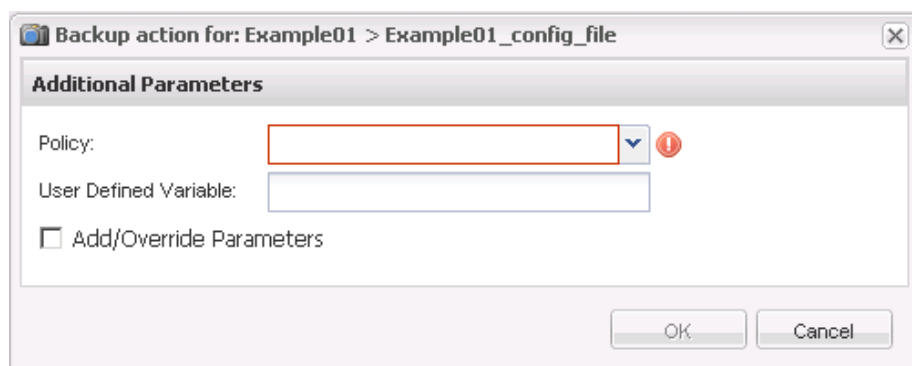 Backup action for: Example01 > Example01_config_file
Additional Parameters
Policy:
User Defined Variable:
Add/Override Parameters
OK Cancel